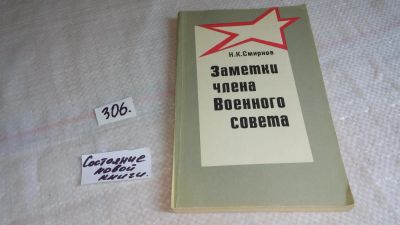 Н.К.Смирнов
Заметки
члена
Военного
совета
306.
Состояние
новой
книги.